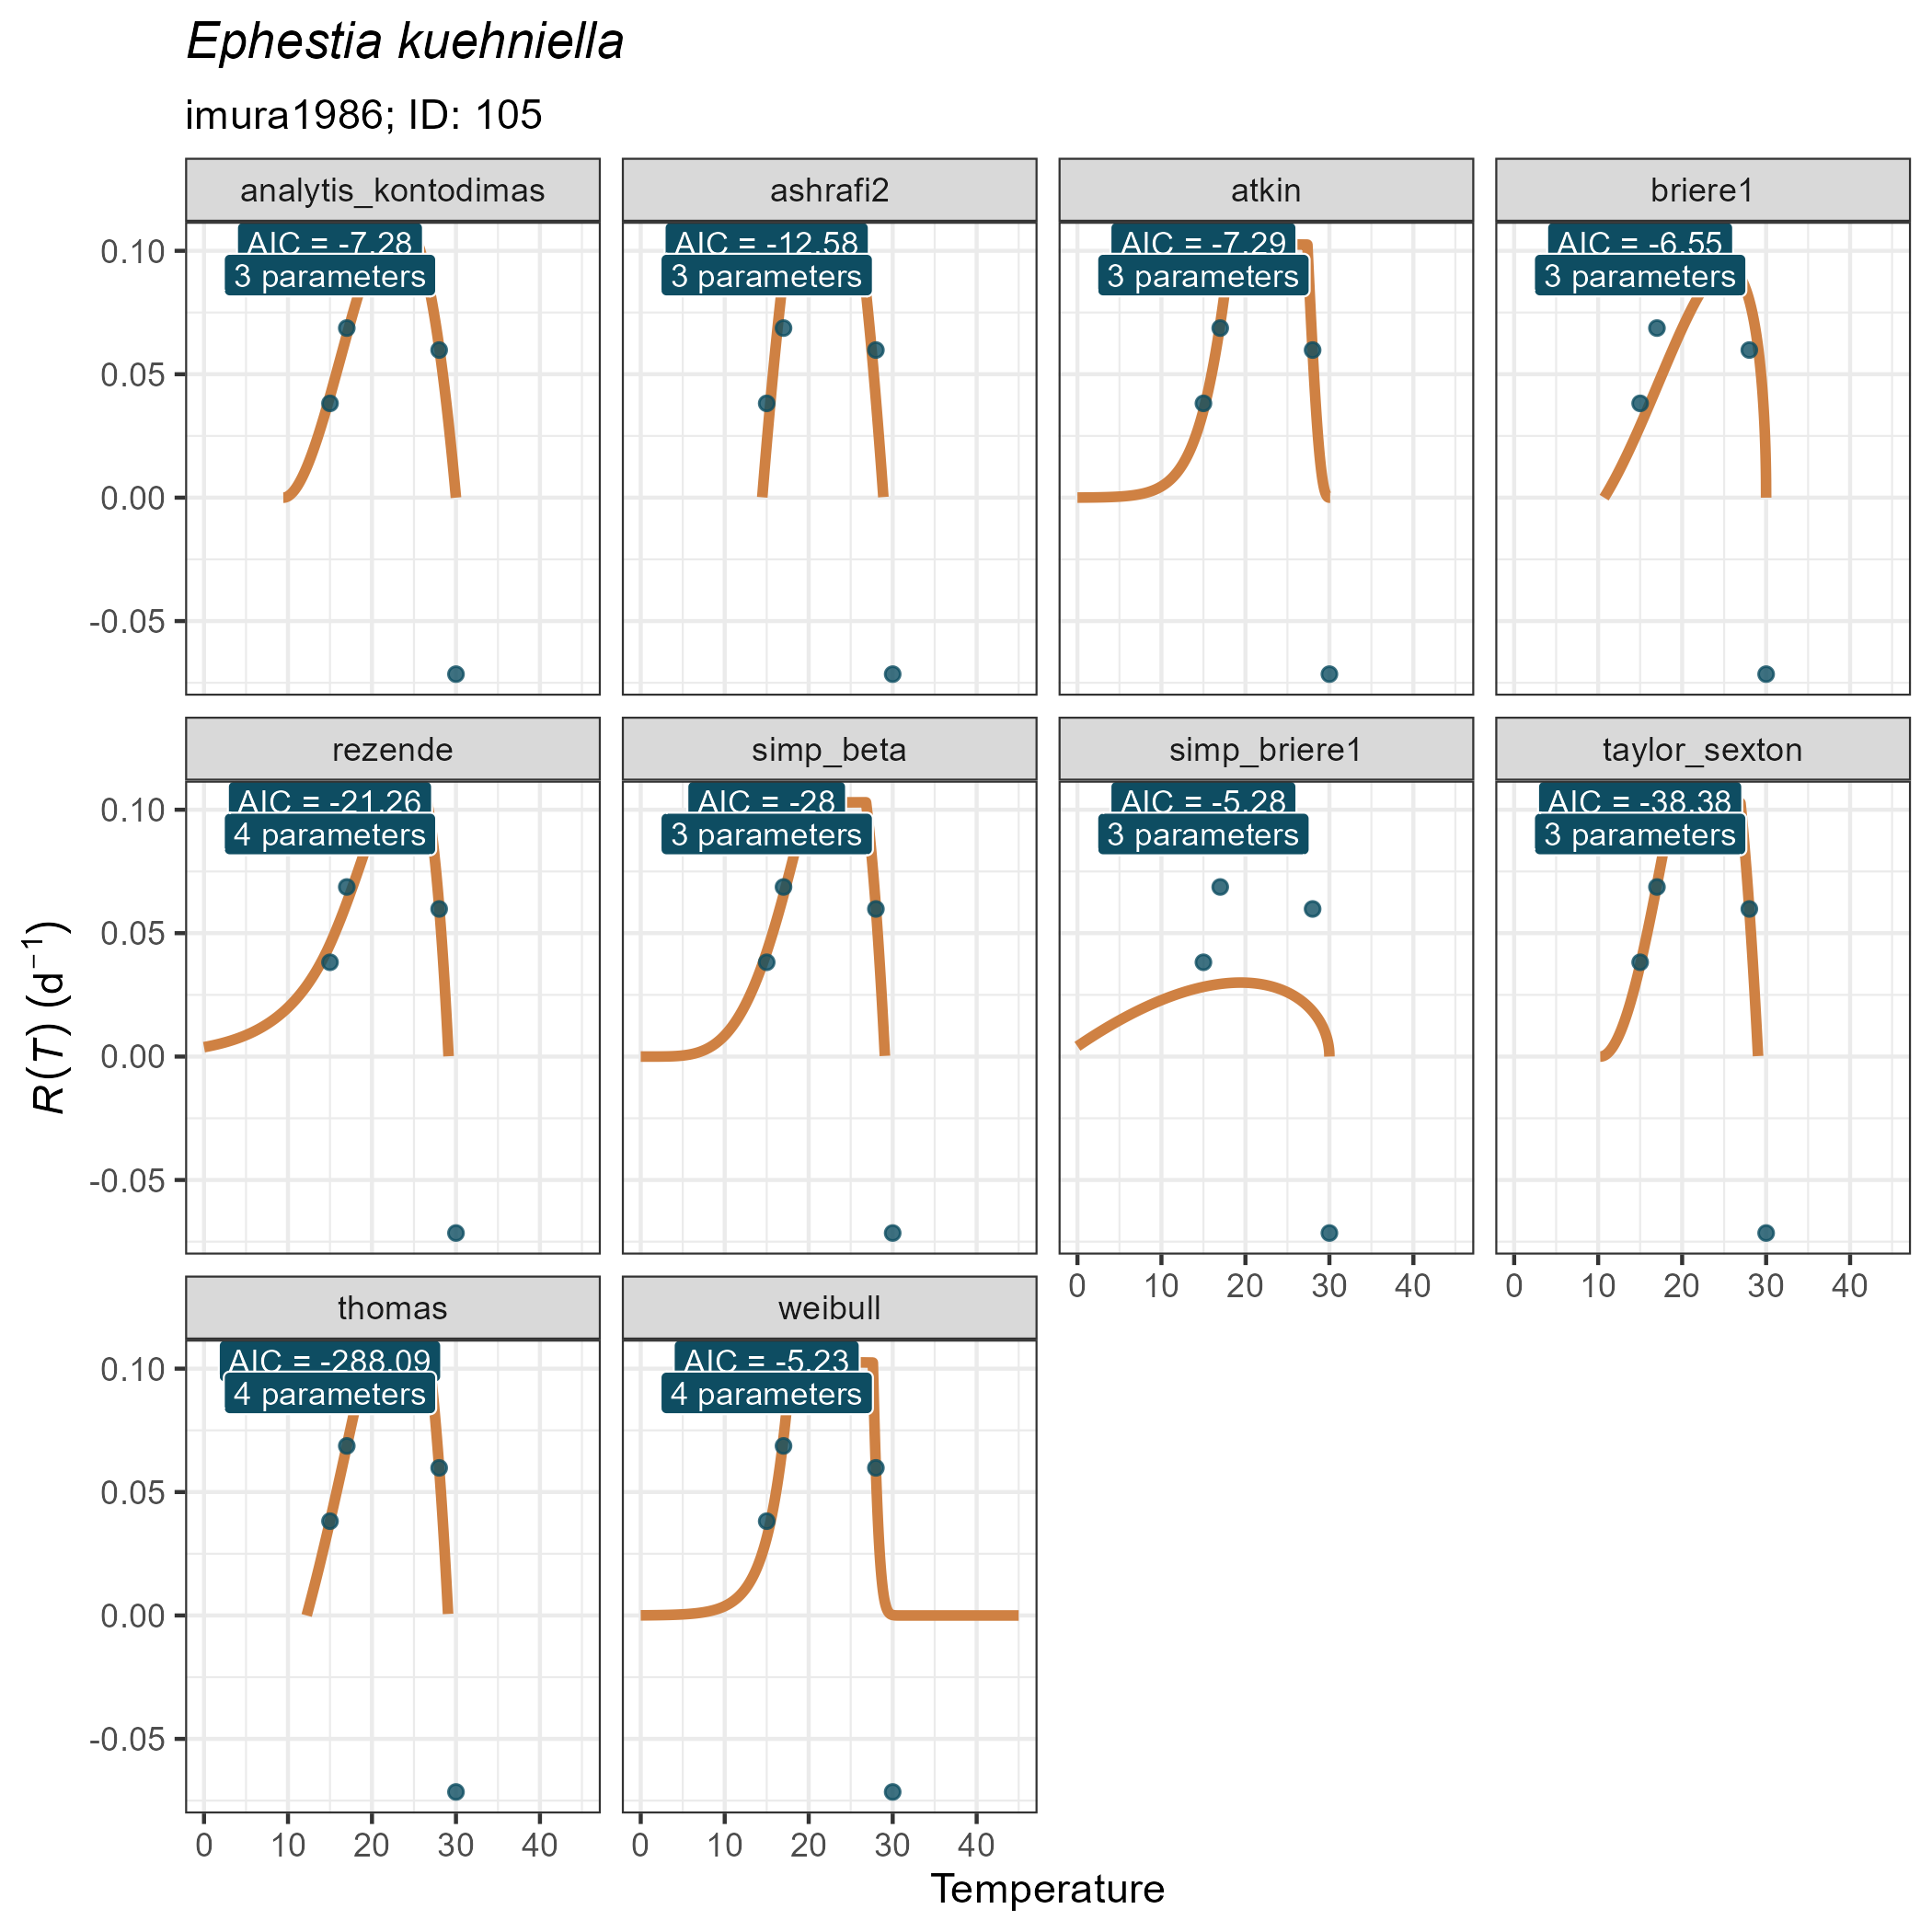 Ephestia kuehniella
imura1986; ID: 105
analytis_kontodimas
ashrafi2
atkin
briere1
AIC = -7.28
3 parameters
AIC = -12.58
3 parameters
AIC = -7.29
3 parameters
AIC = -6.55
3 parameters
0.10
0.05
0.00
-0.05
rezende
simp_beta
simp_briere1
taylor_sexton
AIC = -21.26
4 parameters
AIC = -28
3 parameters
AIC = -5.28
3 parameters
AIC = -38.38
3 parameters
0.10
0.05
0.00
-0.05
R(T) (d⁻¹)
0 10 20 30 40
0 10 20 30 40
thomas
weibull
AIC = -288.09
4 parameters
AIC = -5.23
4 parameters
0.10
0.05
0.00
-0.05
0 10 20 30 40
0 10 20 30 40
Temperature